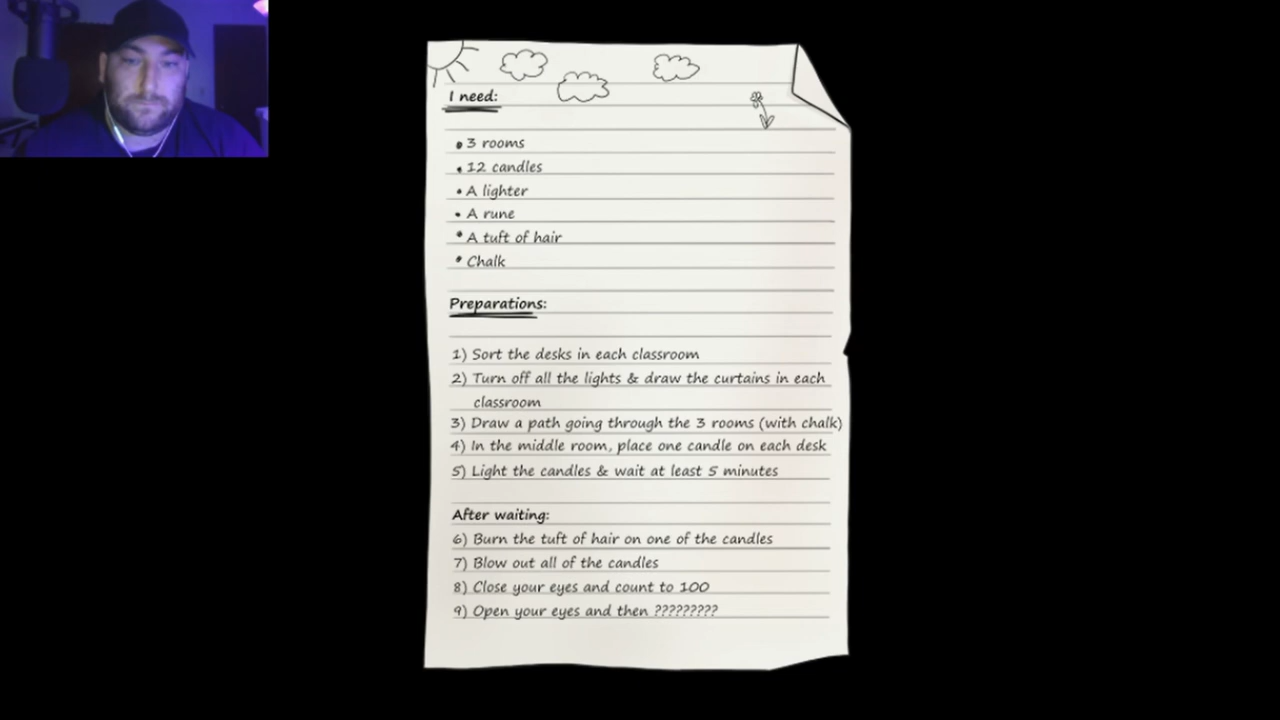 I need:
• 3 rooms
• 12 candles
• A lighter
• A rune
• A tuft of hair
• Chalk
Preparations:
1) Sort the desks in each classroom
2) Turn off all the lights & draw the curtains in each
classroom
3) Draw a path going through the 3 rooms (with chalk)
4) In the middle room, place one candle on each desk
5) Light the candles & wait at least 5 minutes
After waiting:
6) Burn the tuft of hair on one of the candles
7) Blow out all of the candles
8) Close your eyes and count to 100
9) Open your eyes and then ?????????